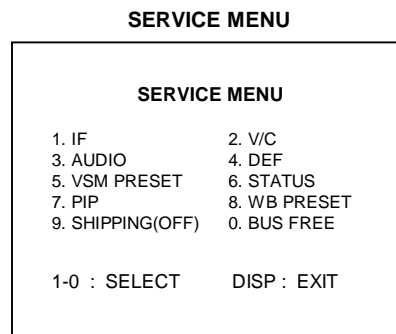 SERVICE MENU
SERVICE MENU
1. IF 2. V/C
3. AUDIO 4. DEF
5. VSM PRESET 6. STATUS
7. PIP 8. WB PRESET
9. SHIPPING(OFF) 0. BUS FREE
1-0 : SELECT DISP : EXIT